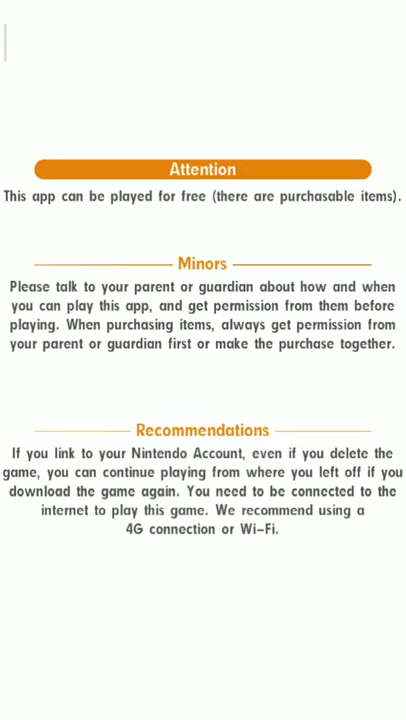 Attention
This app can be played for free (there are purchasable items).
Minors
Please talk to your parent or guardian about how and when
you can play this app, and get permission from them before
playing. When purchasing items, always get permission from
your parent or guardian first or make the purchase together.
Recommendations
If you link to your Nintendo Account, even if you delete the
game, you can continue playing from where you left off if you
download the game again. You need to be connected to the
internet to play this game. We recommend using a
4G connection or Wi-Fi.